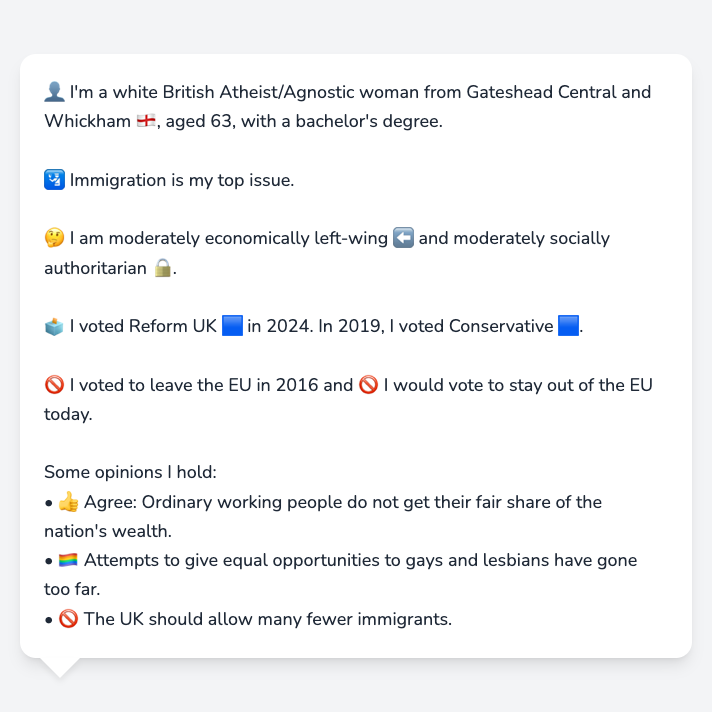 👤 I'm a white British Atheist/Agnostic woman from Gateshead Central and
Whickham 🏴󠁧󠁢󠁥󠁮󠁧󠁿, aged 63, with a bachelor's degree.
🛂 Immigration is my top issue.
🤔 I am moderately economically left-wing ⬅️ and moderately socially
authoritarian 🔒.
🗳️ I voted Reform UK 🟦 in 2024. In 2019, I voted Conservative 🟦.
🚫 I voted to leave the EU in 2016 and 🚫 I would vote to stay out of the EU
today.
Some opinions I hold:
• 👍 Agree: Ordinary working people do not get their fair share of the
nation's wealth.
• 🏳️‍🌈 Attempts to give equal opportunities to gays and lesbians have gone
too far.
• 🚫 The UK should allow many fewer immigrants.